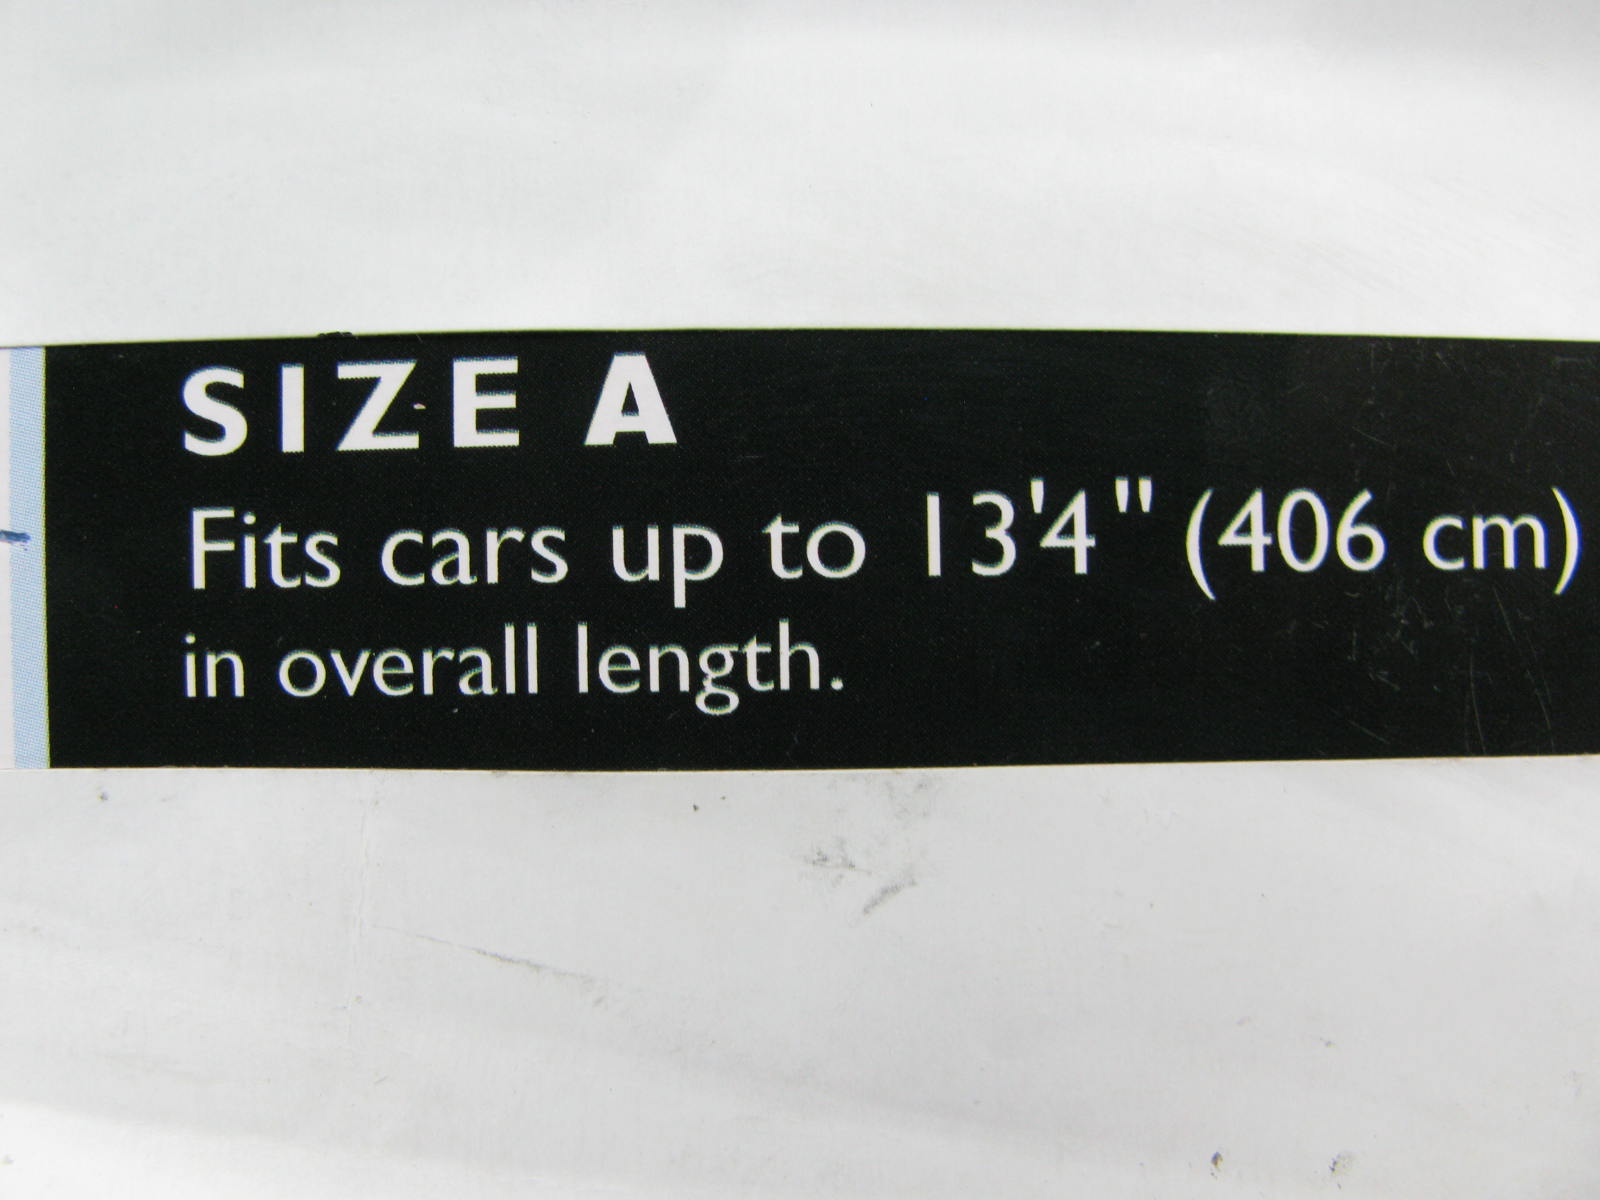 SIZE A
Fits cars up to 13'4" (406 cm)
in overall length.